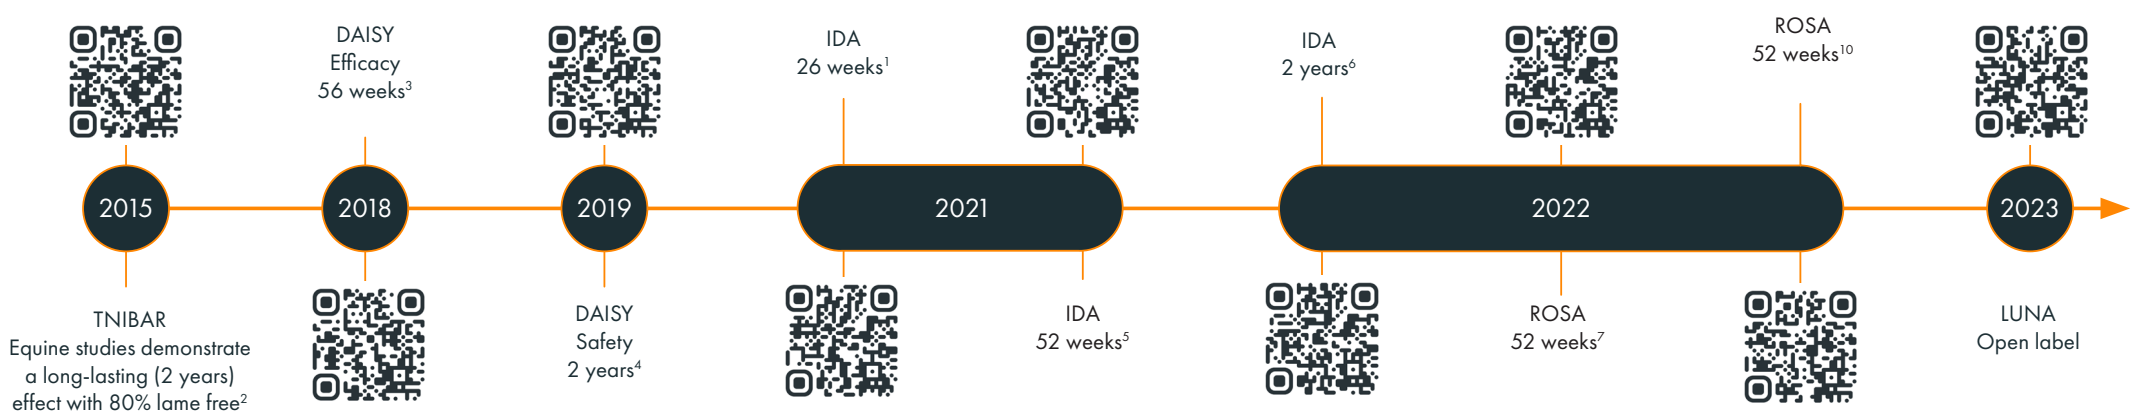 DAISY
Efficacy
56 weeks³
IDA
26 weeks¹
IDA
2 years⁶
ROSA
52 weeks¹⁰
2015
2018
2019
2021
2022
2023
TNIBAR
Equine studies demonstrate
a long-lasting (2 years)
effect with 80% lame free²
DAISY
Safety
2 years⁴
IDA
52 weeks⁵
ROSA
52 weeks⁷
LUNA
Open label